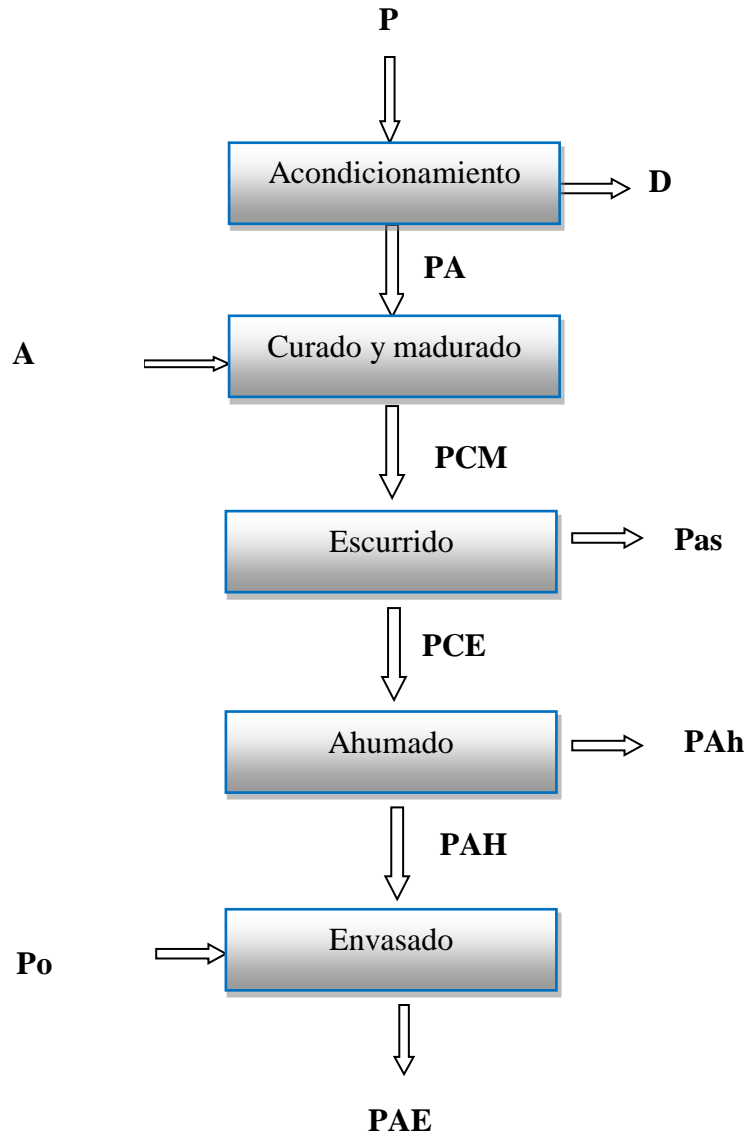 P
Acondicionamiento
D
PA
A
Curado y madurado
PCM
Escurrido
Pas
PCE
Ahumado
PAh
PAH
Po
Envasado
PAE